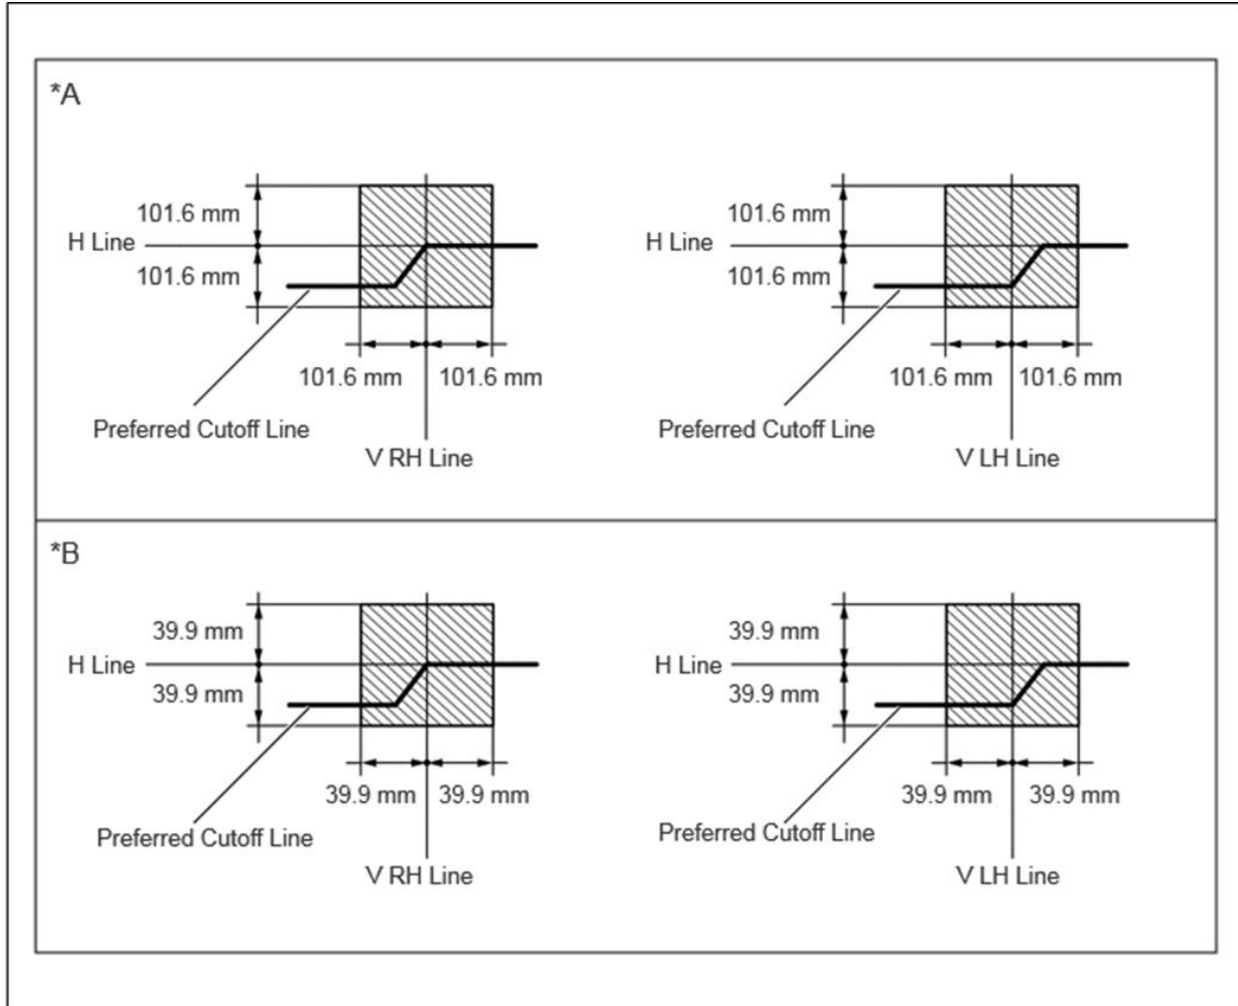 *A
101.6 mm
H Line
101.6 mm
101.6 mm 101.6 mm
Preferred Cutoff Line
V RH Line
101.6 mm
H Line
101.6 mm
101.6 mm 101.6 mm
Preferred Cutoff Line
V LH Line
*B
39.9 mm
H Line
39.9 mm
39.9 mm 39.9 mm
Preferred Cutoff Line
V RH Line
39.9 mm
H Line
39.9 mm
39.9 mm 39.9 mm
Preferred Cutoff Line
V LH Line